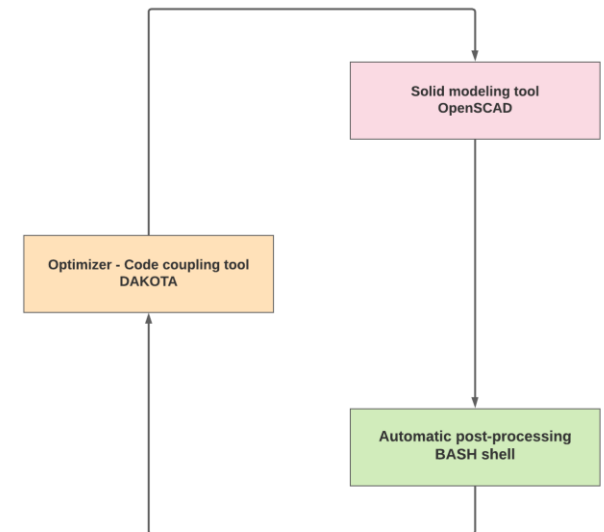 Solid modeling tool
OpenSCAD
Optimizer - Code coupling tool
DAKOTA
Automatic post-processing
BASH shell